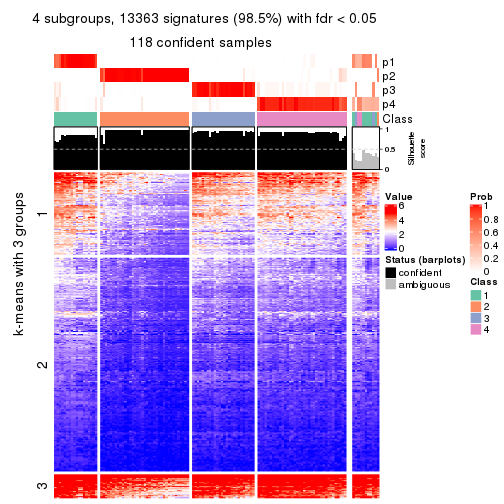 4 subgroups, 13363 signatures (98.5%) with fdr < 0.05
118 confident samples
p1
p2
p3
p4
Class
1
0.5
0
Silhouette
score
k-means with 3 groups
1
2
3
Value
6
4
2
0
Status (barplots)
confident
ambiguous
Prob
1
0.8
0.6
0.4
0.2
0
Class
1
2
3
4